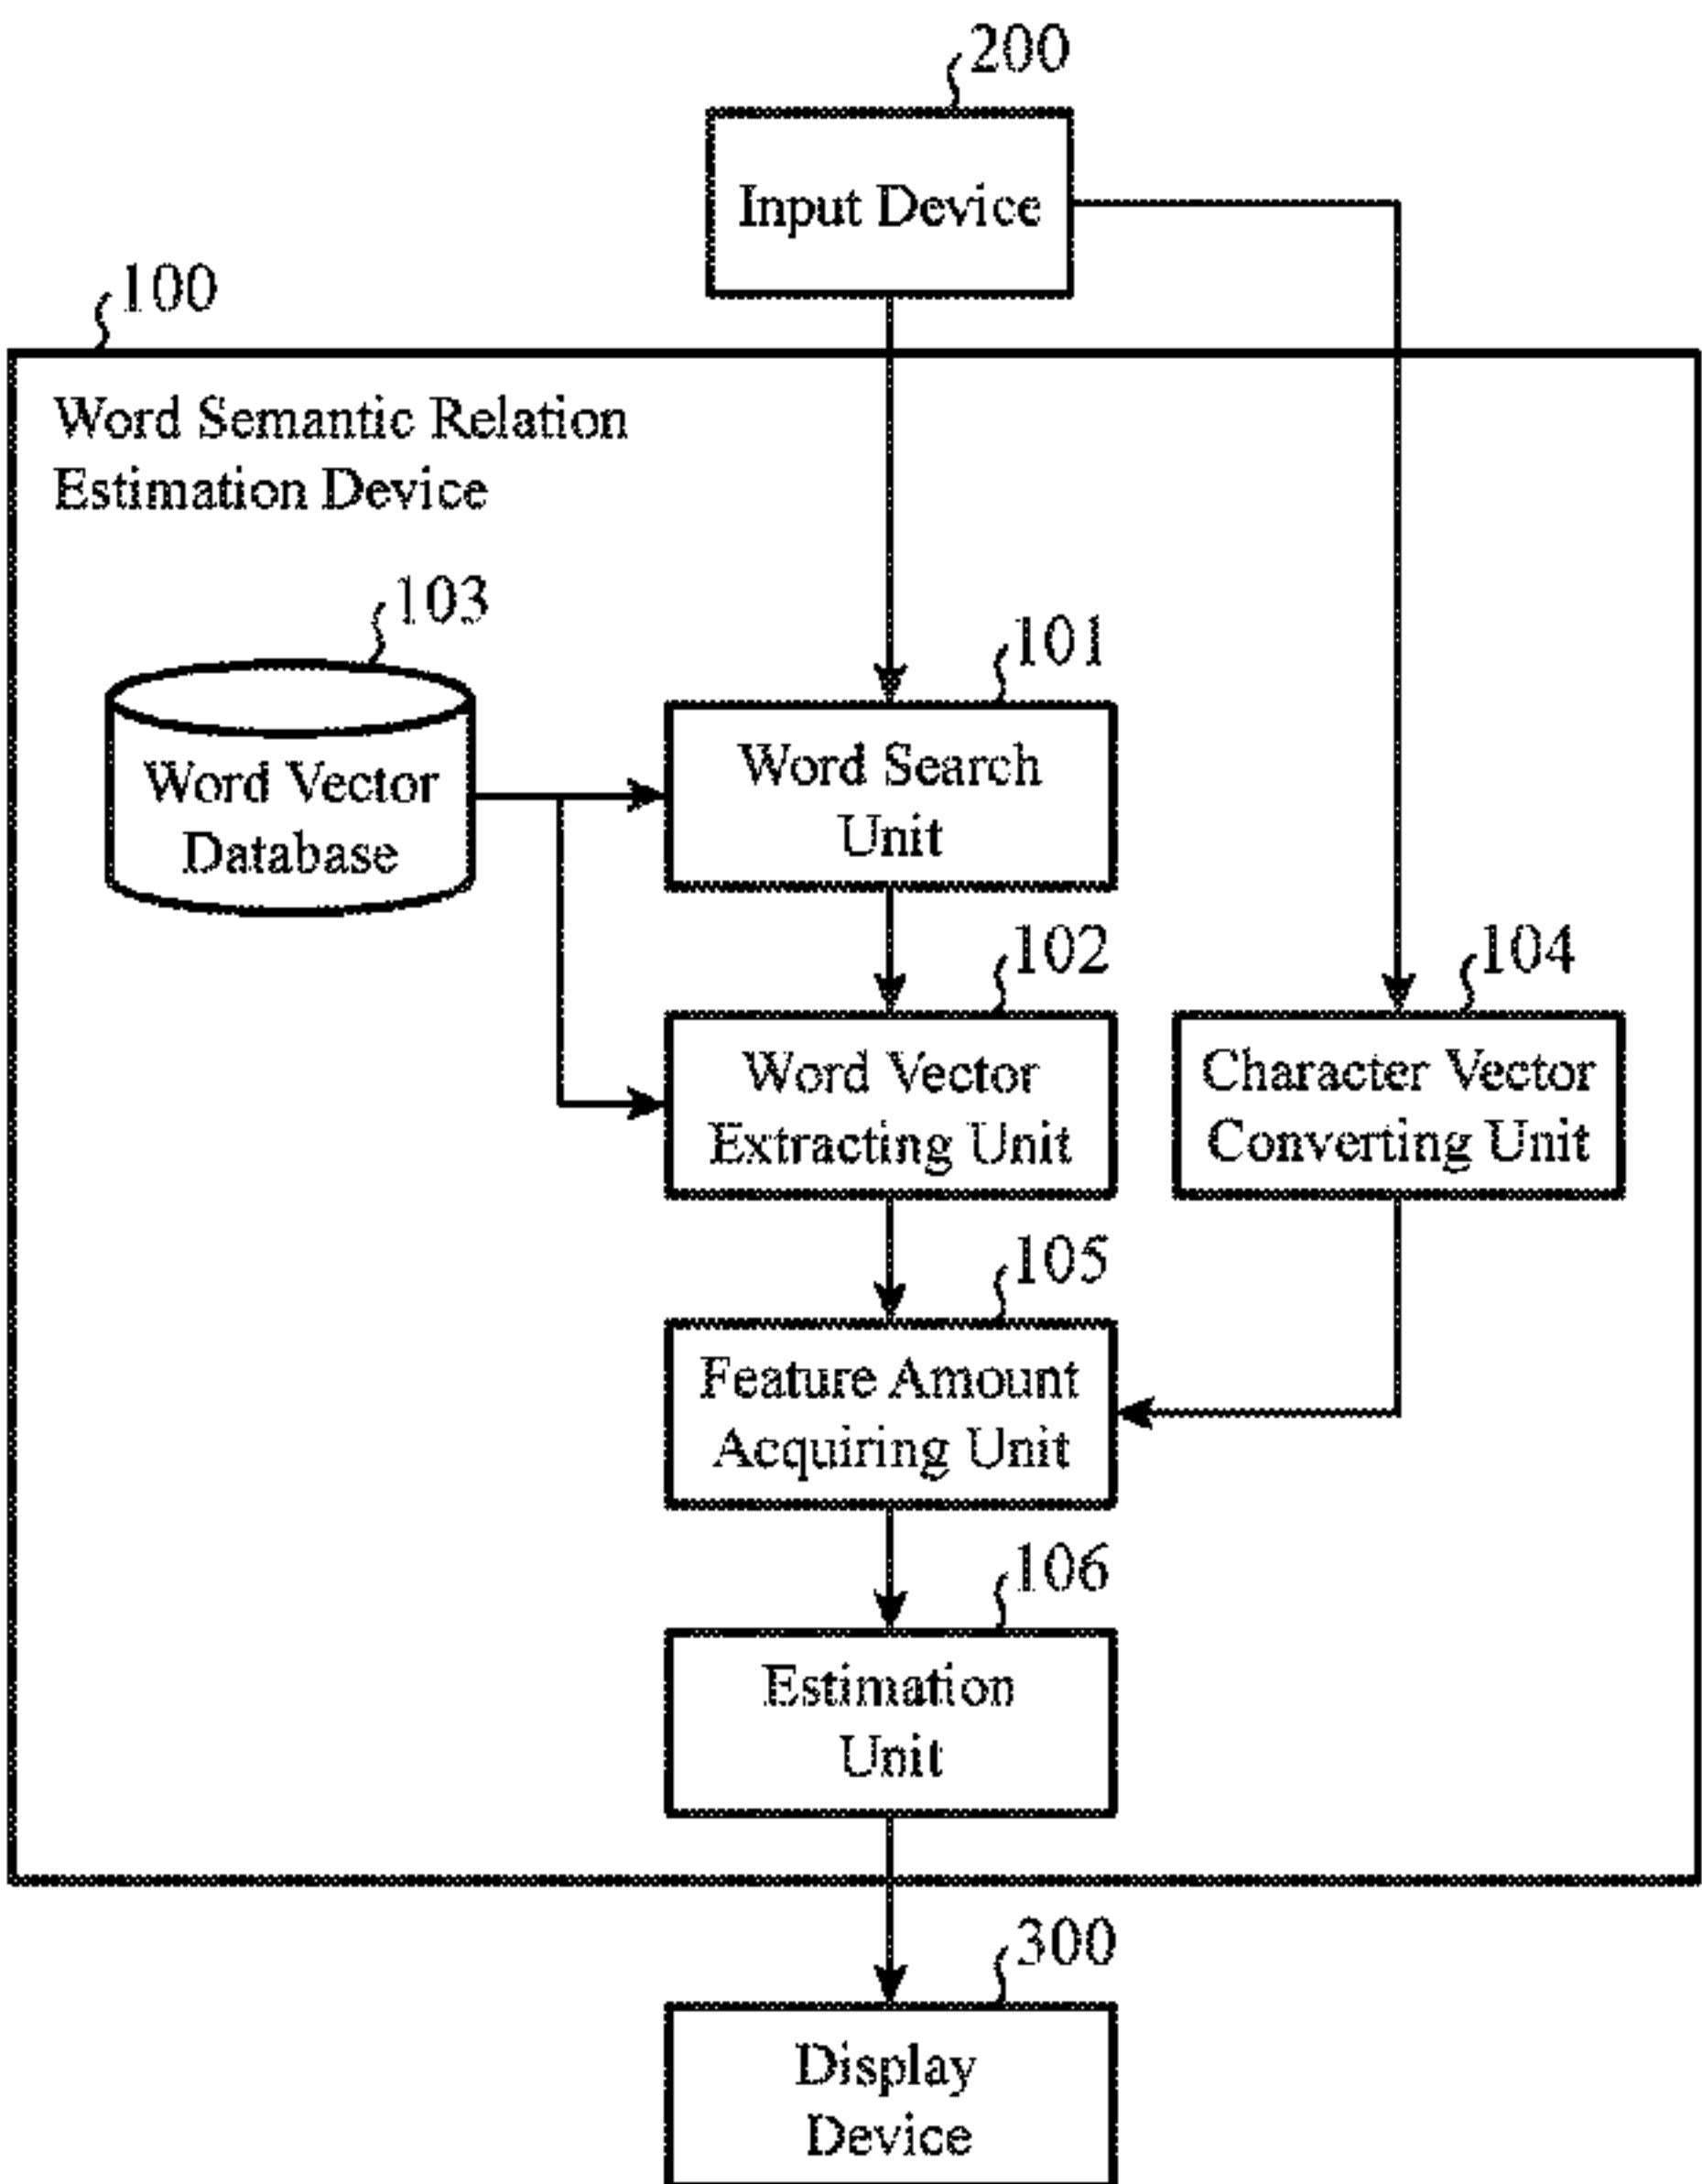 200
Input Device
100
Word Semantic Relation
Estimation Device
103
Word Vector
Database
101
Word Search
Unit
102
Word Vector
Extracting Unit
104
Character Vector
Converting Unit
105
Feature Amount
Acquiring Unit
106
Estimation
Unit
300
Display
Device